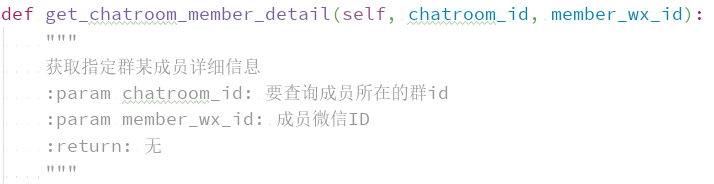 def get_chatroom_member_detail(self, chatroom_id, member_wx_id):
"""
获取指定群某成员详细信息
:param chatroom_id: 要查询成员所在的群id
:param member_wx_id: 成员微信ID
:return: 无
"""